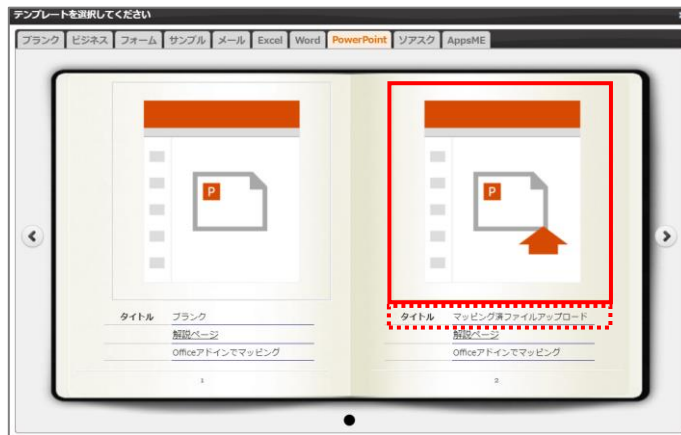 テンプレートを選択してください
ブランク ビジネス フォーム サンプル メール Excel Word PowerPoint ソアスク AppsME
P
P
タイトル ブランク
解説ページ
Officeアドインでマッピング
1
タイトル マッピング済ファイルアップロード
解説ページ
Officeアドインでマッピング
2